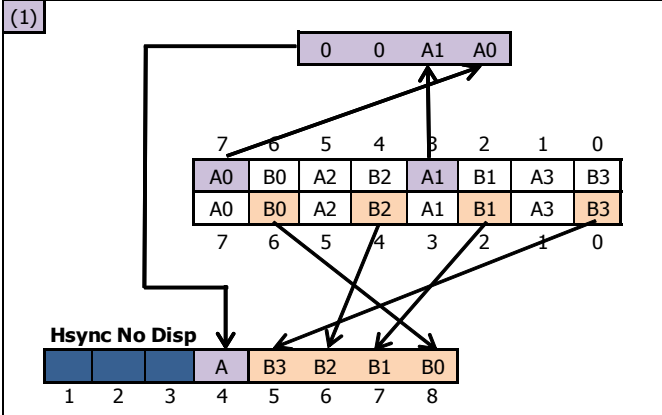 (1)
0 0 A1 A0
7 6 5 4 3 2 1 0
A0 B0 A2 B2 A1 B1 A3 B3
A0 B0 A2 B2 A1 B1 A3 B3
7 6 5 4 3 2 1 0
Hsync No Disp
A B3 B2 B1 B0
1 2 3 4 5 6 7 8